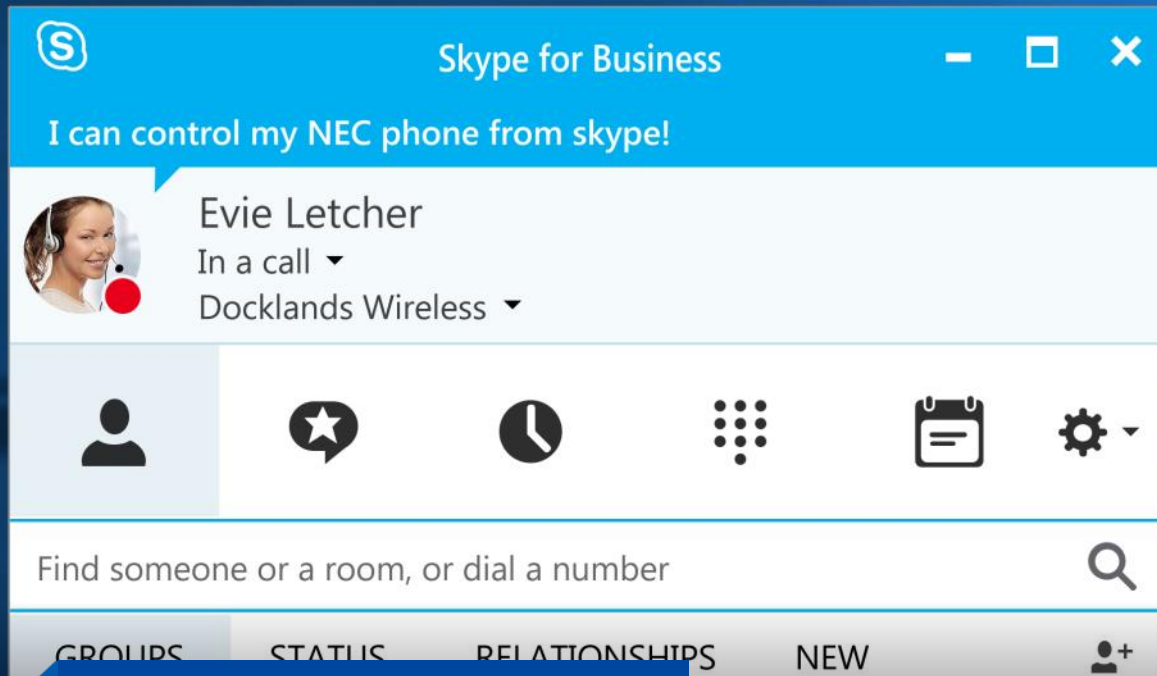 S
Skype for Business
I can control my NEC phone from skype!
Evie Letcher
In a call
Docklands Wireless
Find someone or a room, or dial a number
GROUPS STATUS RELATIONSHIPS NEW